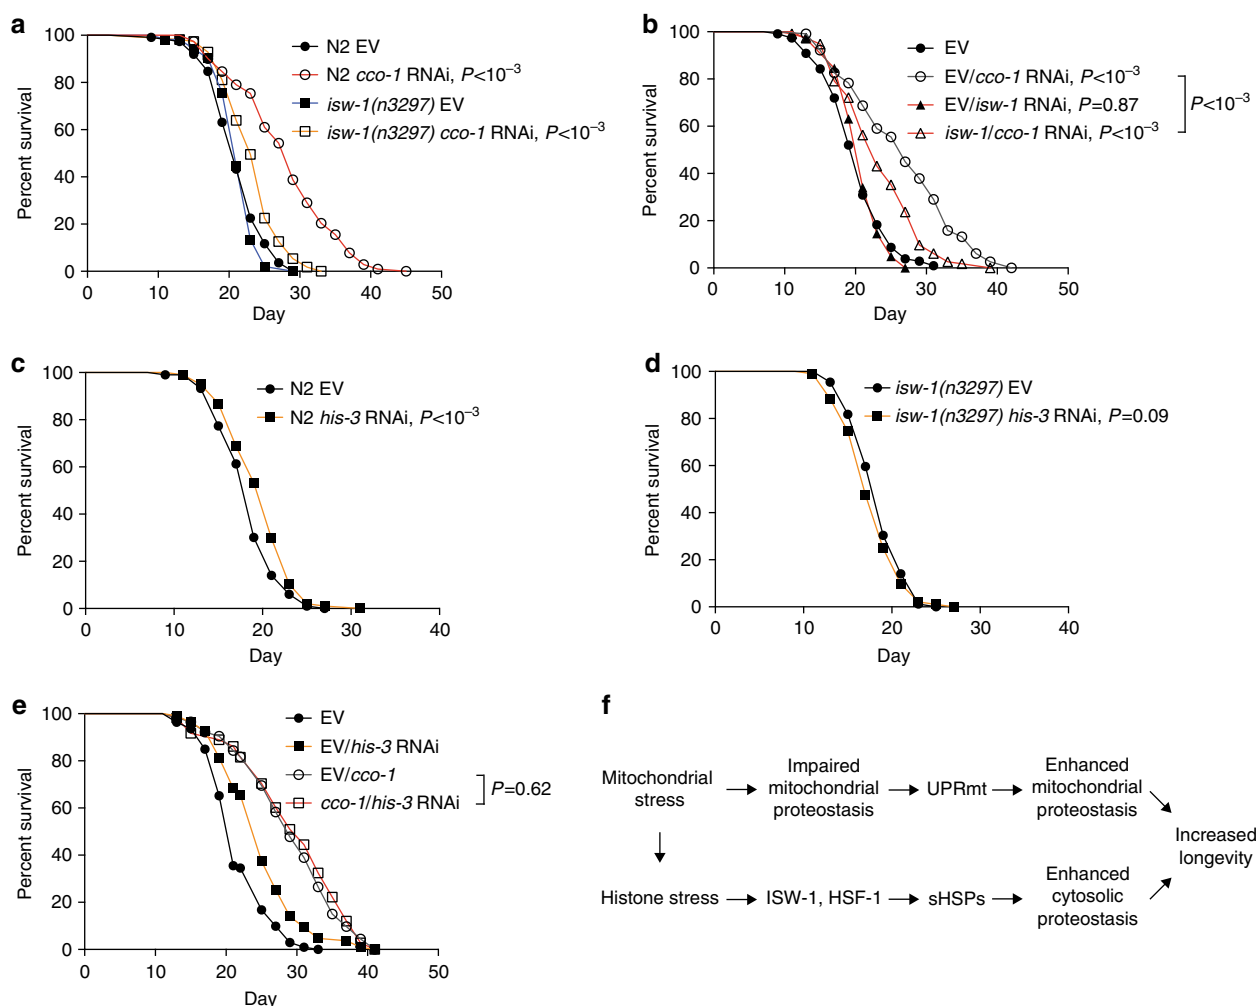 a
100
80
60
40
20
0
Percent survival
0 10 20 30 40 50
Day
N2 EV
N2 cco-1 RNAi, P<10⁻³
isw-1(n3297) EV
isw-1(n3297) cco-1 RNAi, P<10⁻³
b
100
80
60
40
20
0
Percent survival
0 10 20 30 40 50
Day
EV
EV/cco-1 RNAi, P<10⁻³
EV/isw-1 RNAi, P=0.87
isw-1/cco-1 RNAi, P<10⁻³
P<10⁻³
c
100
80
60
40
20
0
Percent survival
0 10 20 30 40
Day
N2 EV
N2 his-3 RNAi, P<10⁻³
d
100
80
60
40
20
0
Percent survival
0 10 20 30 40
Day
isw-1(n3297) EV
isw-1(n3297) his-3 RNAi, P=0.09
e
100
80
60
40
20
0
Percent survival
0 10 20 30 40 50
Day
EV
EV/his-3 RNAi
EV/cco-1
cco-1/his-3 RNAi
P=0.62
f
Mitochondrial
stress
Impaired
mitochondrial
proteostasis
UPRmt
Enhanced
mitochondrial
proteostasis
Increased
longevity
Histone stress
ISW-1, HSF-1
sHSPs
Enhanced
cytosolic
proteostasis